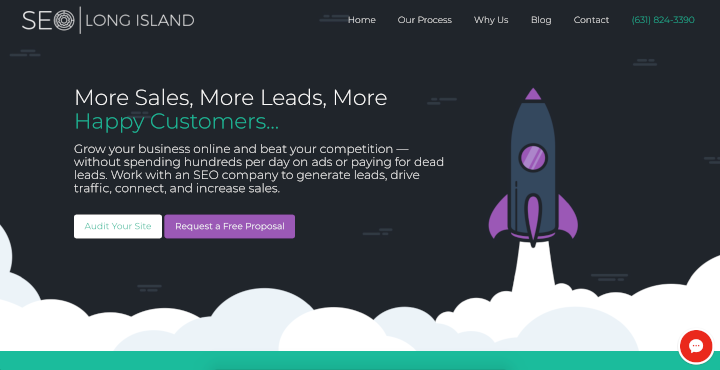 SEO LONG ISLAND
Home Our Process Why Us Blog Contact (631) 824-3390
More Sales, More Leads, More
Happy Customers...
Grow your business online and beat your competition —
without spending hundreds per day on ads or paying for dead
leads. Work with an SEO company to generate leads, drive
traffic, connect, and increase sales.
Audit Your Site Request a Free Proposal